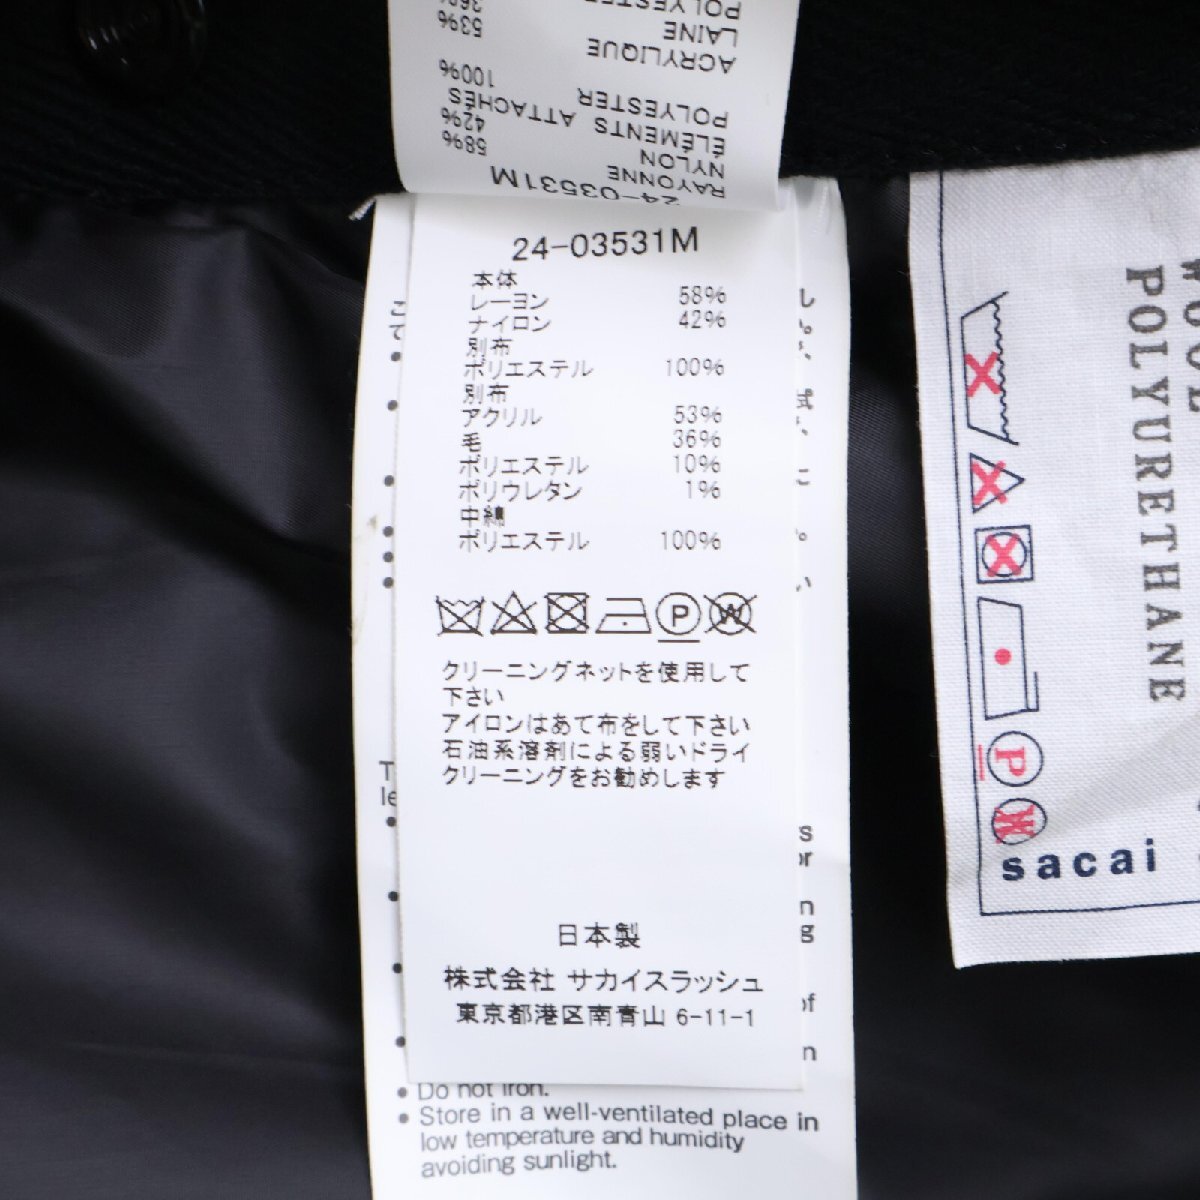 POLYESTER
36%
LAINE
53%
ACRYLIQUE
100%
POLYESTER
ÉLÉMENTS ATTACHÉS
42%
NYLON
58%
RAYONNE
24-03531M
24-03531M
本体
レーヨン 58%
ナイロン 42%
別布
ポリエステル 100%
別布
アクリル 53%
毛 36%
ポリエステル 10%
ポリウレタン 1%
中綿
ポリエステル 100%
P W
クリーニングネットを使用して
下さい
アイロンはあて布をして下さい
石油系溶剤による弱いドライ
クリーニングをお勧めします
日本製
株式会社 サカイスラッシュ
東京都港区南青山 6-11-1
• Do not iron.
• Store in a well-ventilated place in
low temperature and humidity
avoiding sunlight.
WOOL
POLYURETHANE
P
W
sacai